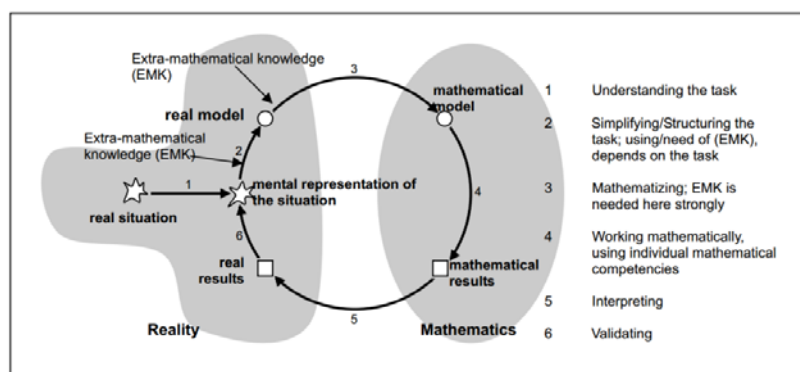 Extra-mathematical knowledge
(EMK)
3
real model
mathematical
model
Extra-mathematical
knowledge (EMK)
2
1
mental representation of
the situation
real situation
4
6
real
results
mathematical
results
5
Reality
Mathematics
1 Understanding the task
2 Simplifying/Structuring the
task; using/need of (EMK),
depends on the task
3 Mathematizing; EMK is
needed here strongly
4 Working mathematically,
using individual mathematical
competencies
5 Interpreting
6 Validating